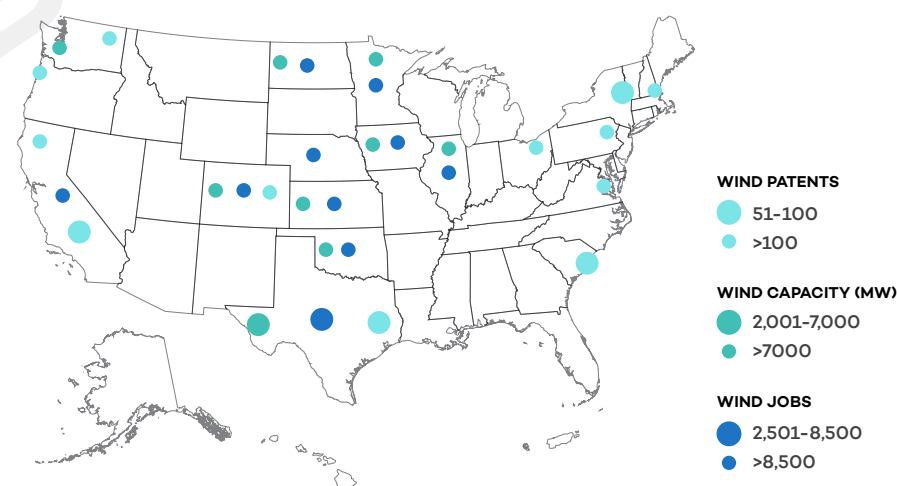 WIND PATENTS
51-100
>100
WIND CAPACITY (MW)
2,001-7,000
>7000
WIND JOBS
2,501-8,500
>8,500